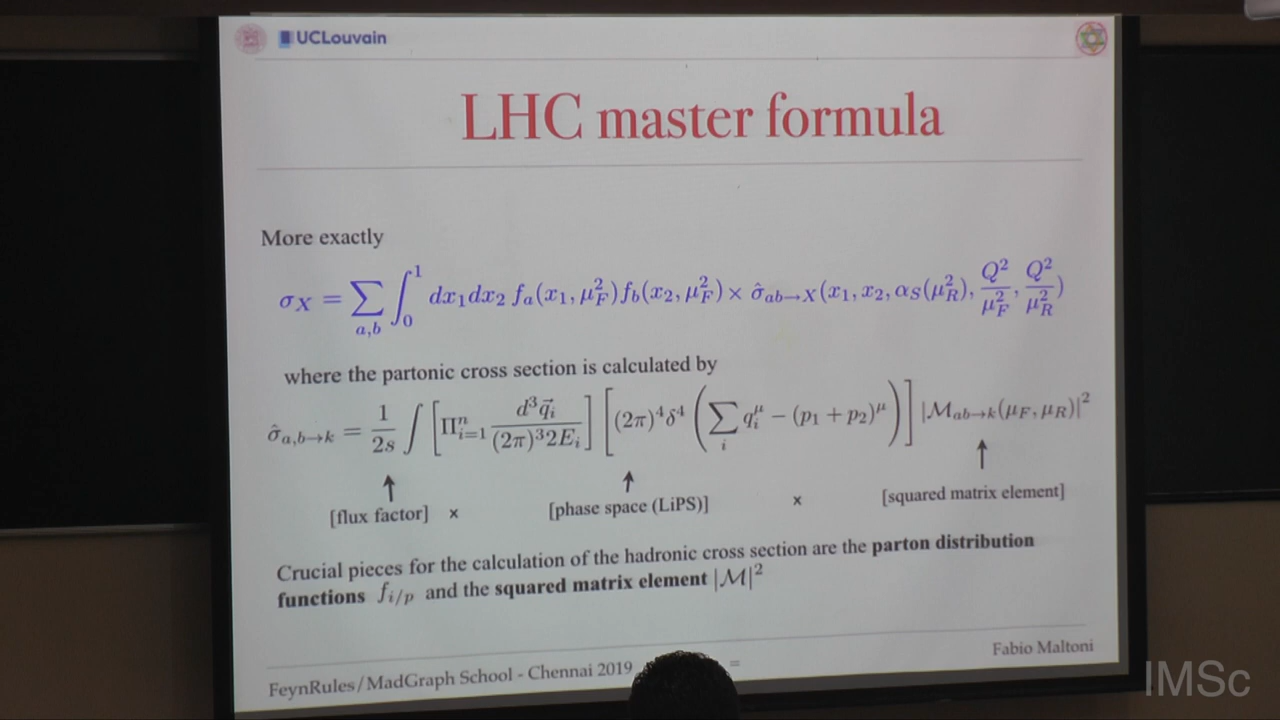 UCLouvain
LHC master formula
More exactly
σ_X = ∑_{a,b} ∫_0^1 dx_1 dx_2 f_a(x_1, μ_F^2) f_b(x_2, μ_F^2) × σ̂_{ab→X}(x_1, x_2, α_S(μ_R^2), Q^2/μ_F^2, Q^2/μ_R^2)
where the partonic cross section is calculated by
σ̂_{a,b→k} = 1/2s ∫ [Π_{i=1}^n d^3q⃗_i/(2π)^3 2E_i] [(2π)^4 δ^4 (∑_i q_i^μ − (p_1 + p_2)^μ)] |M_{ab→k}(μ_F, μ_R)|^2
[flux factor] × [phase space (LiPS)] × [squared matrix element]
Crucial pieces for the calculation of the hadronic cross section are the parton distribution
functions f_{i/p} and the squared matrix element |M|^2
Fabio Maltoni
FeynRules/MadGraph School - Chennai 2019
IMSc